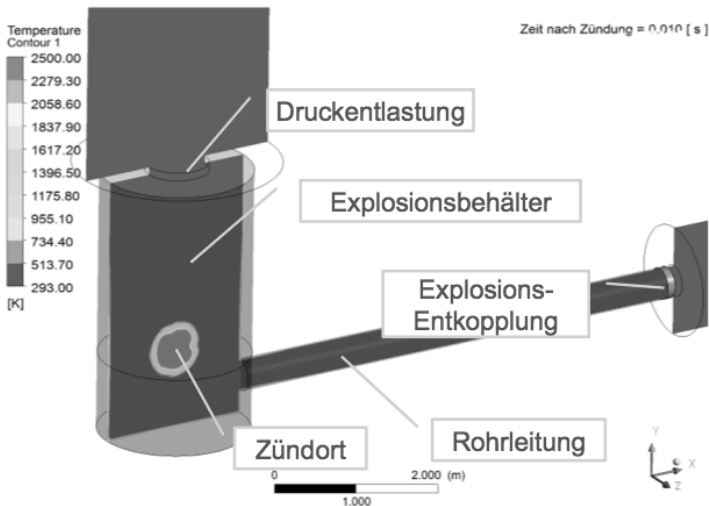 Temperature
Contour 1
Zeit nach Zündung = 0.010 [ s ]
2500.00
2279.30
2058.60
1837.90
1617.20
1396.50
1175.80
955.10
734.40
513.70
293.00
[K]
Druckentlastung
Explosionsbehälter
Explosions-
Entkopplung
Zündort
Rohrleitung
0
2.000 (m)
1.000
Y
X
Z